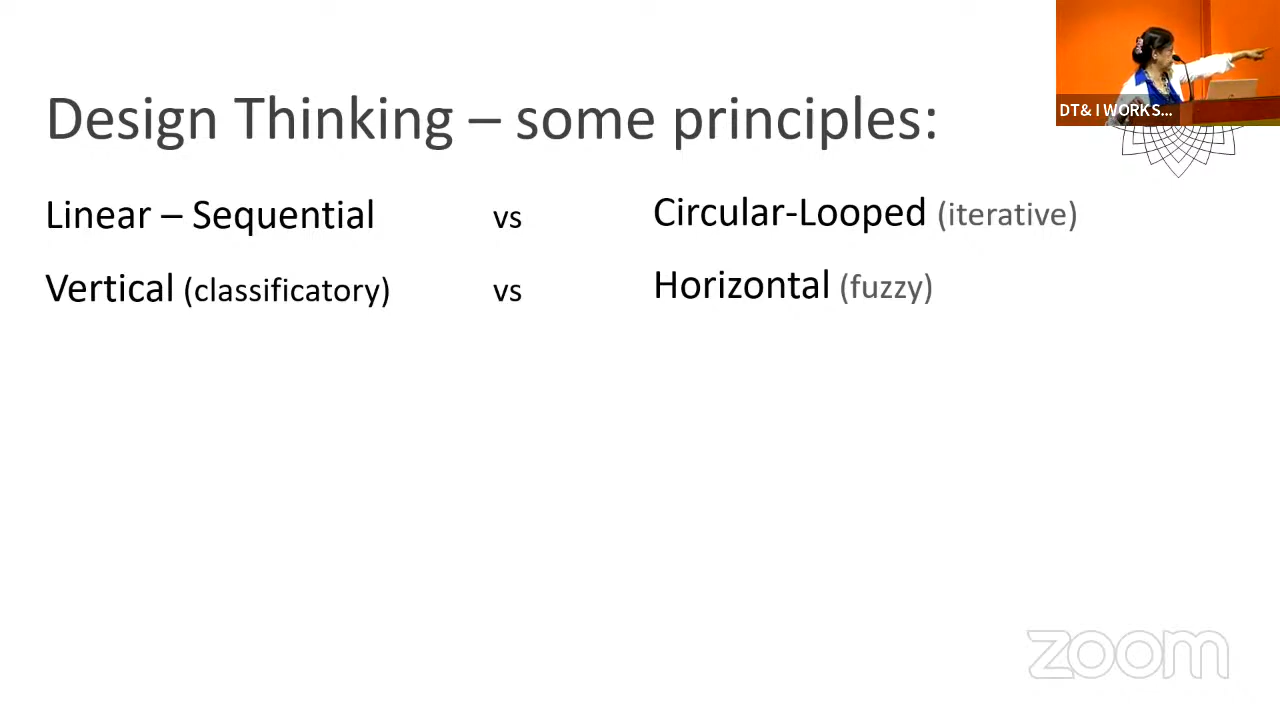 DT& I WORKS...
Design Thinking – some principles:
Linear – Sequential vs Circular-Looped (iterative)
Vertical (classificatory) vs Horizontal (fuzzy)
zoom